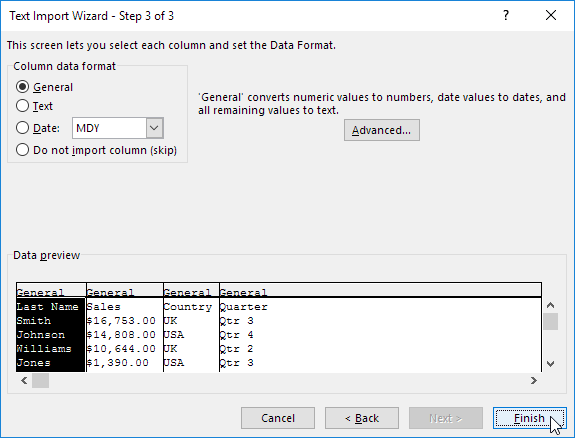 Text Import Wizard - Step 3 of 3 ? ×
This screen lets you select each column and set the Data Format.
Column data format
General
Text
Date: MDY
Do not import column (skip)
'General' converts numeric values to numbers, date values to dates, and
all remaining values to text.
Advanced...
Data preview
General General General General
Last Name Sales Country Quarter
Smith $16,753.00 UK Qtr 3
Johnson $14,808.00 USA Qtr 4
Williams $10,644.00 UK Qtr 2
Jones $1,390.00 USA Qtr 3
Cancel < Back Next > Finish